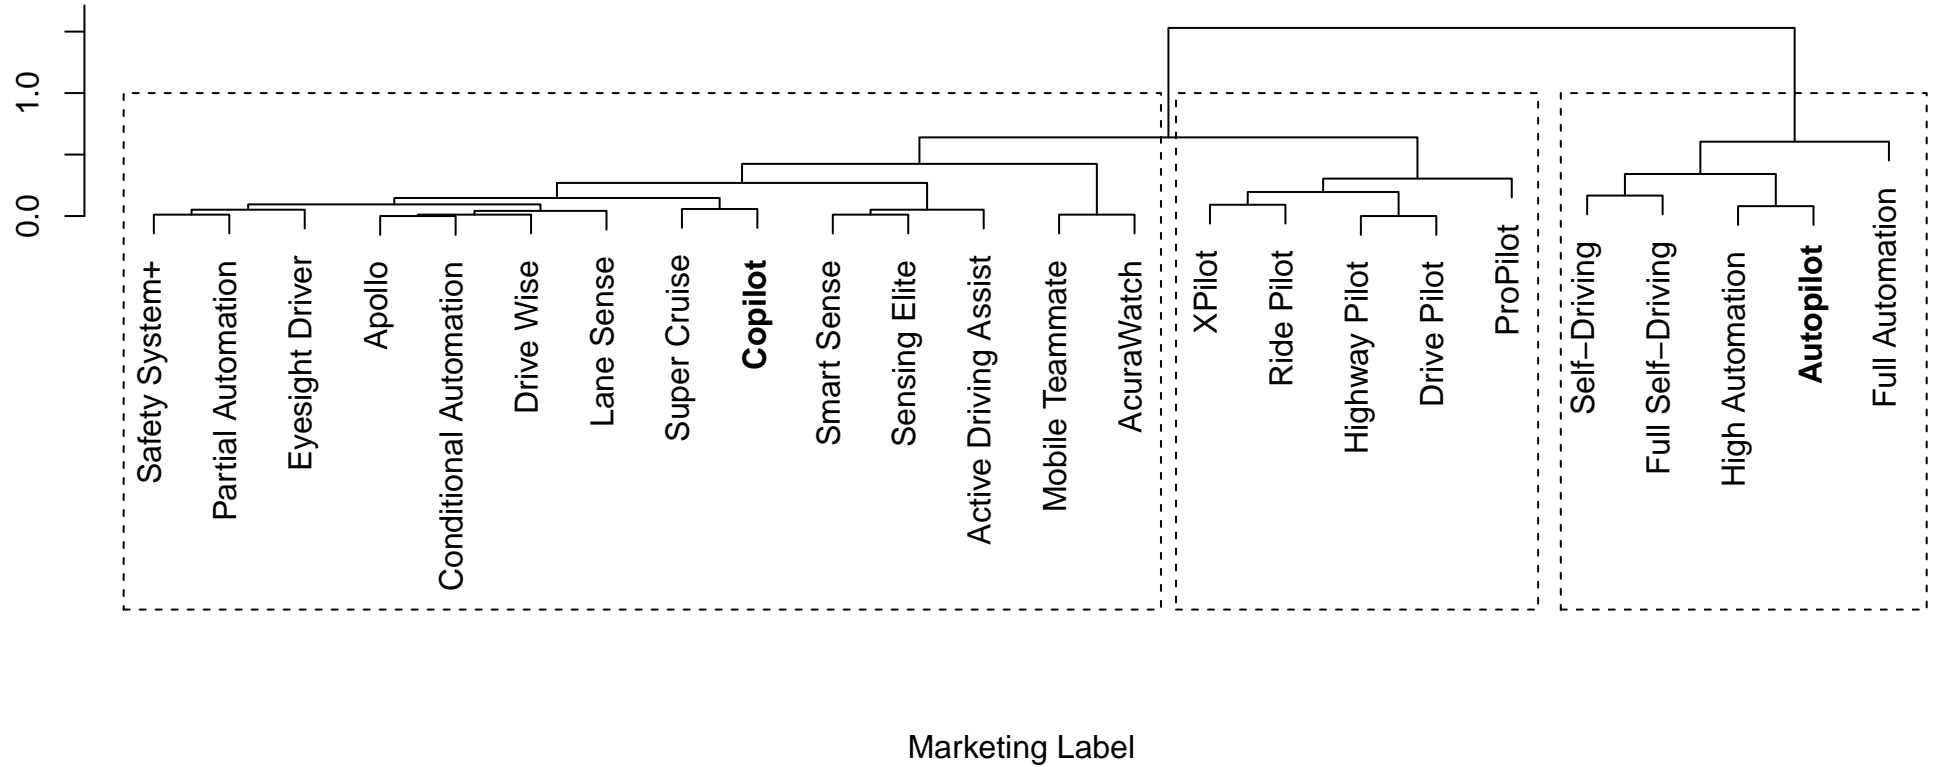 1.0
0.0
Safety System+
Partial Automation
Eyesight Driver
Apollo
Conditional Automation
Drive Wise
Lane Sense
Super Cruise
Copilot
Smart Sense
Sensing Elite
Active Driving Assist
Mobile Teammate
AcuraWatch
XPilot
Ride Pilot
Highway Pilot
Drive Pilot
ProPilot
Self−Driving
Full Self−Driving
High Automation
Autopilot
Full Automation
Marketing Label